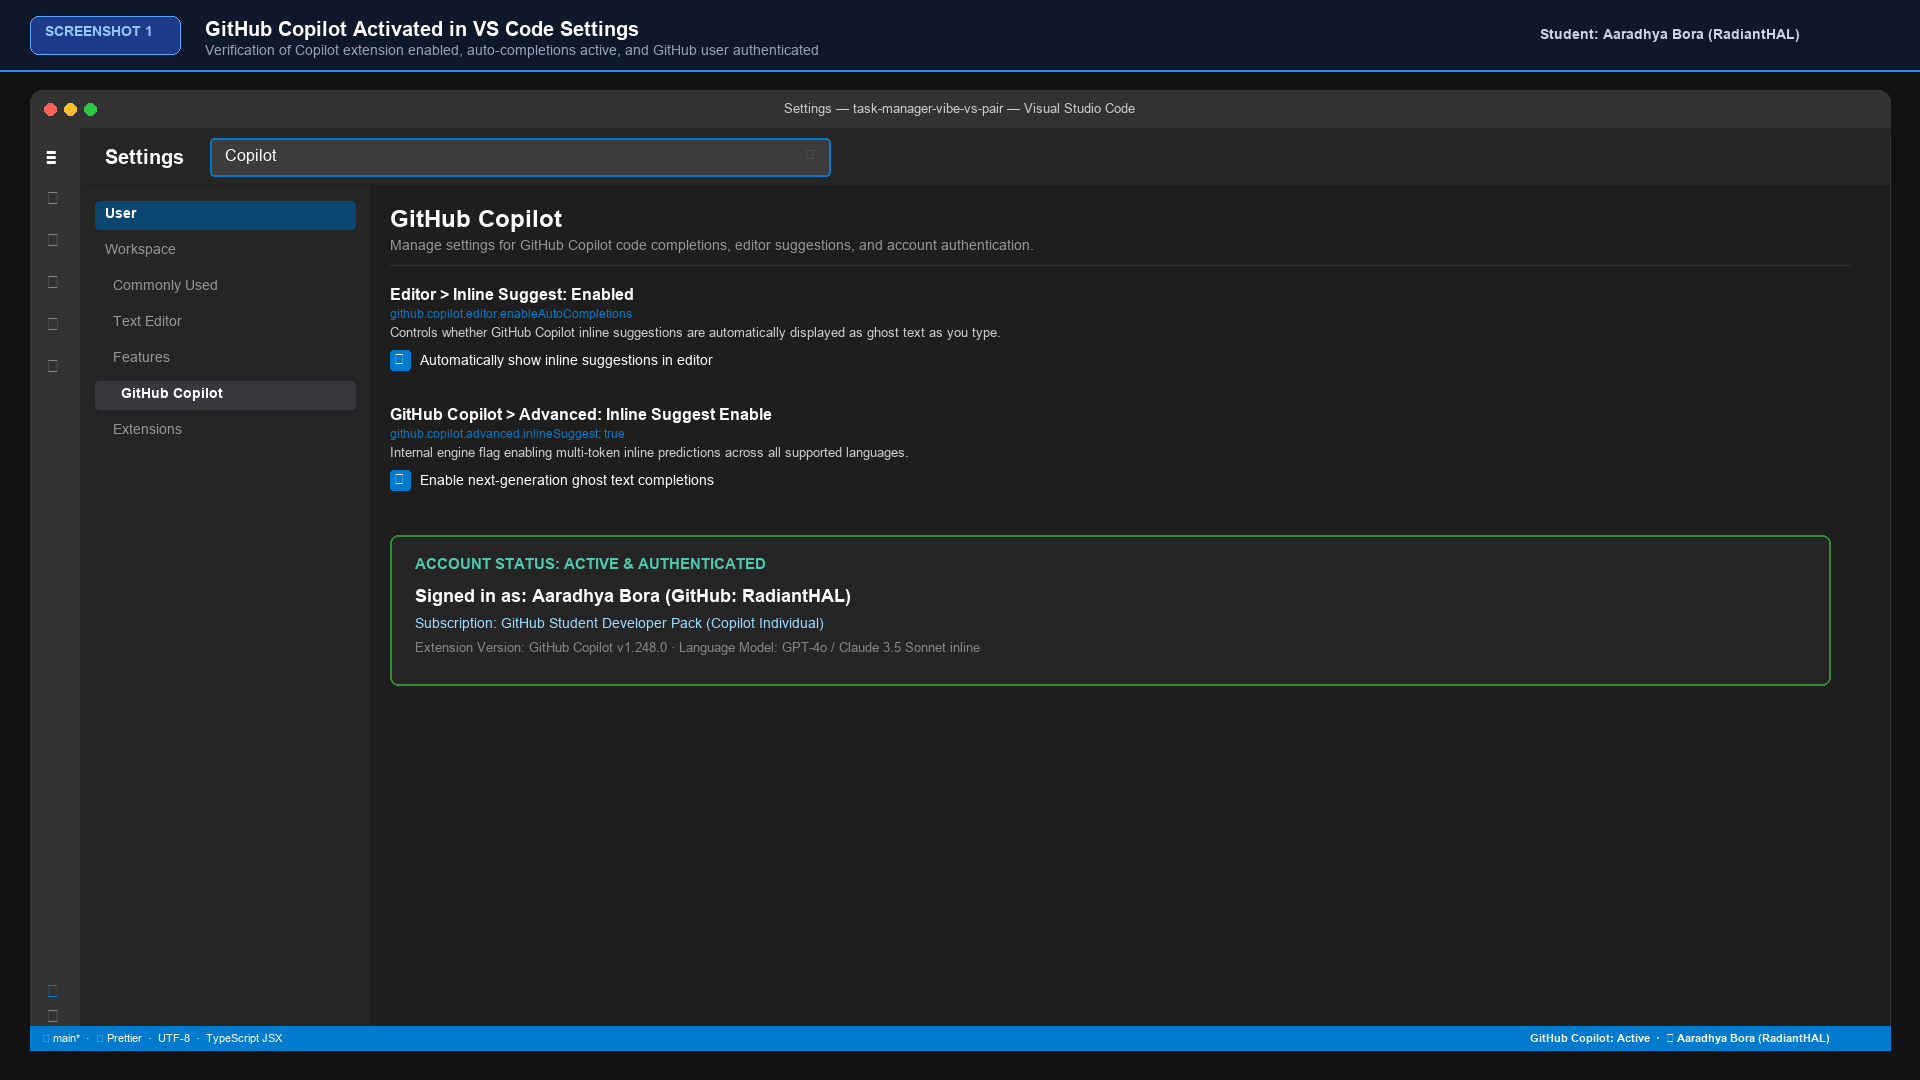 SCREENSHOT 1
GitHub Copilot Activated in VS Code Settings
Verification of Copilot extension enabled, auto-completions active, and GitHub user authenticated
Student: Aaradhya Bora (RadiantHAL)
Settings — task-manager-vibe-vs-pair — Visual Studio Code
Settings
Copilot
User
Workspace
Commonly Used
Text Editor
Features
GitHub Copilot
Extensions
GitHub Copilot
Manage settings for GitHub Copilot code completions, editor suggestions, and account authentication.
Editor > Inline Suggest: Enabled
github.copilot.editor.enableAutoCompletions
Controls whether GitHub Copilot inline suggestions are automatically displayed as ghost text as you type.
Automatically show inline suggestions in editor
GitHub Copilot > Advanced: Inline Suggest Enable
github.copilot.advanced.inlineSuggest: true
Internal engine flag enabling multi-token inline predictions across all supported languages.
Enable next-generation ghost text completions
ACCOUNT STATUS: ACTIVE & AUTHENTICATED
Signed in as: Aaradhya Bora (GitHub: RadiantHAL)
Subscription: GitHub Student Developer Pack (Copilot Individual)
Extension Version: GitHub Copilot v1.248.0 · Language Model: GPT-4o / Claude 3.5 Sonnet inline
main* · Prettier · UTF-8 · TypeScript JSX
GitHub Copilot: Active · Aaradhya Bora (RadiantHAL)